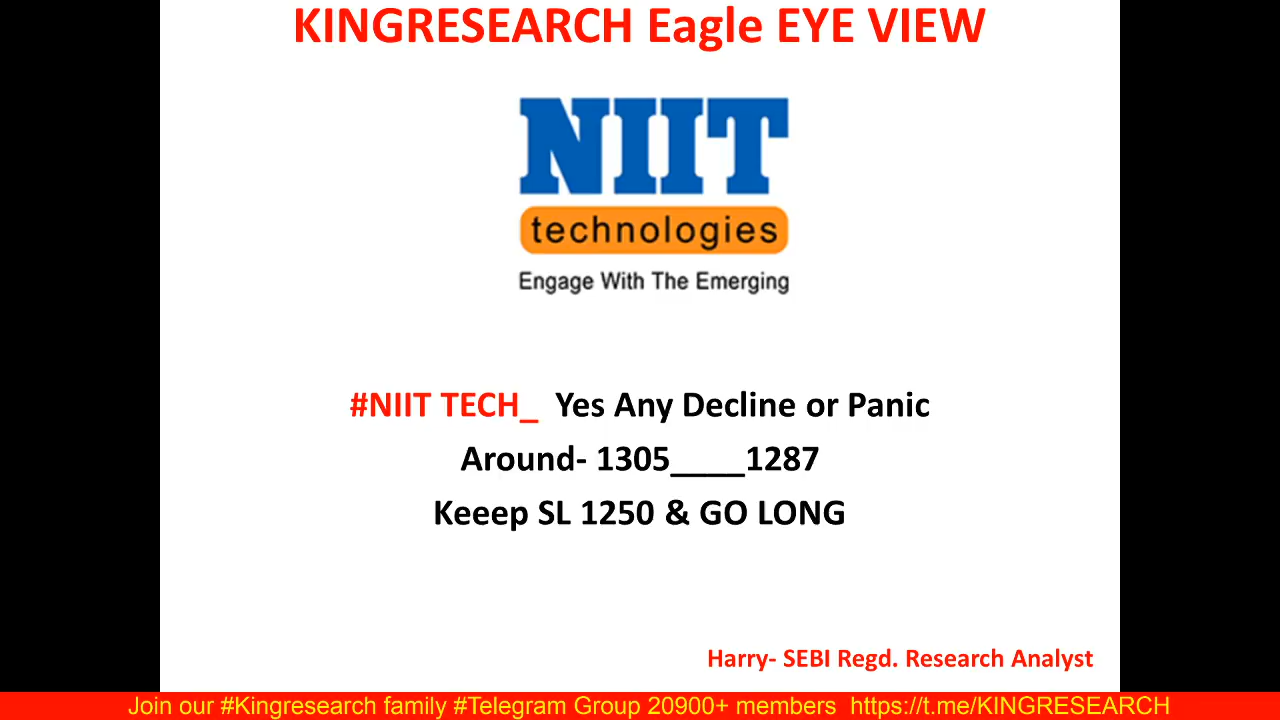 KINGRESEARCH Eagle EYE VIEW
NIIT
technologies
Engage With The Emerging
#NIIT TECH_ Yes Any Decline or Panic
Around- 1305____1287
Keeep SL 1250 & GO LONG
Harry- SEBI Regd. Research Analyst
Join our #Kingresearch family #Telegram Group 20900+ members https://t.me/KINGRESEARCH